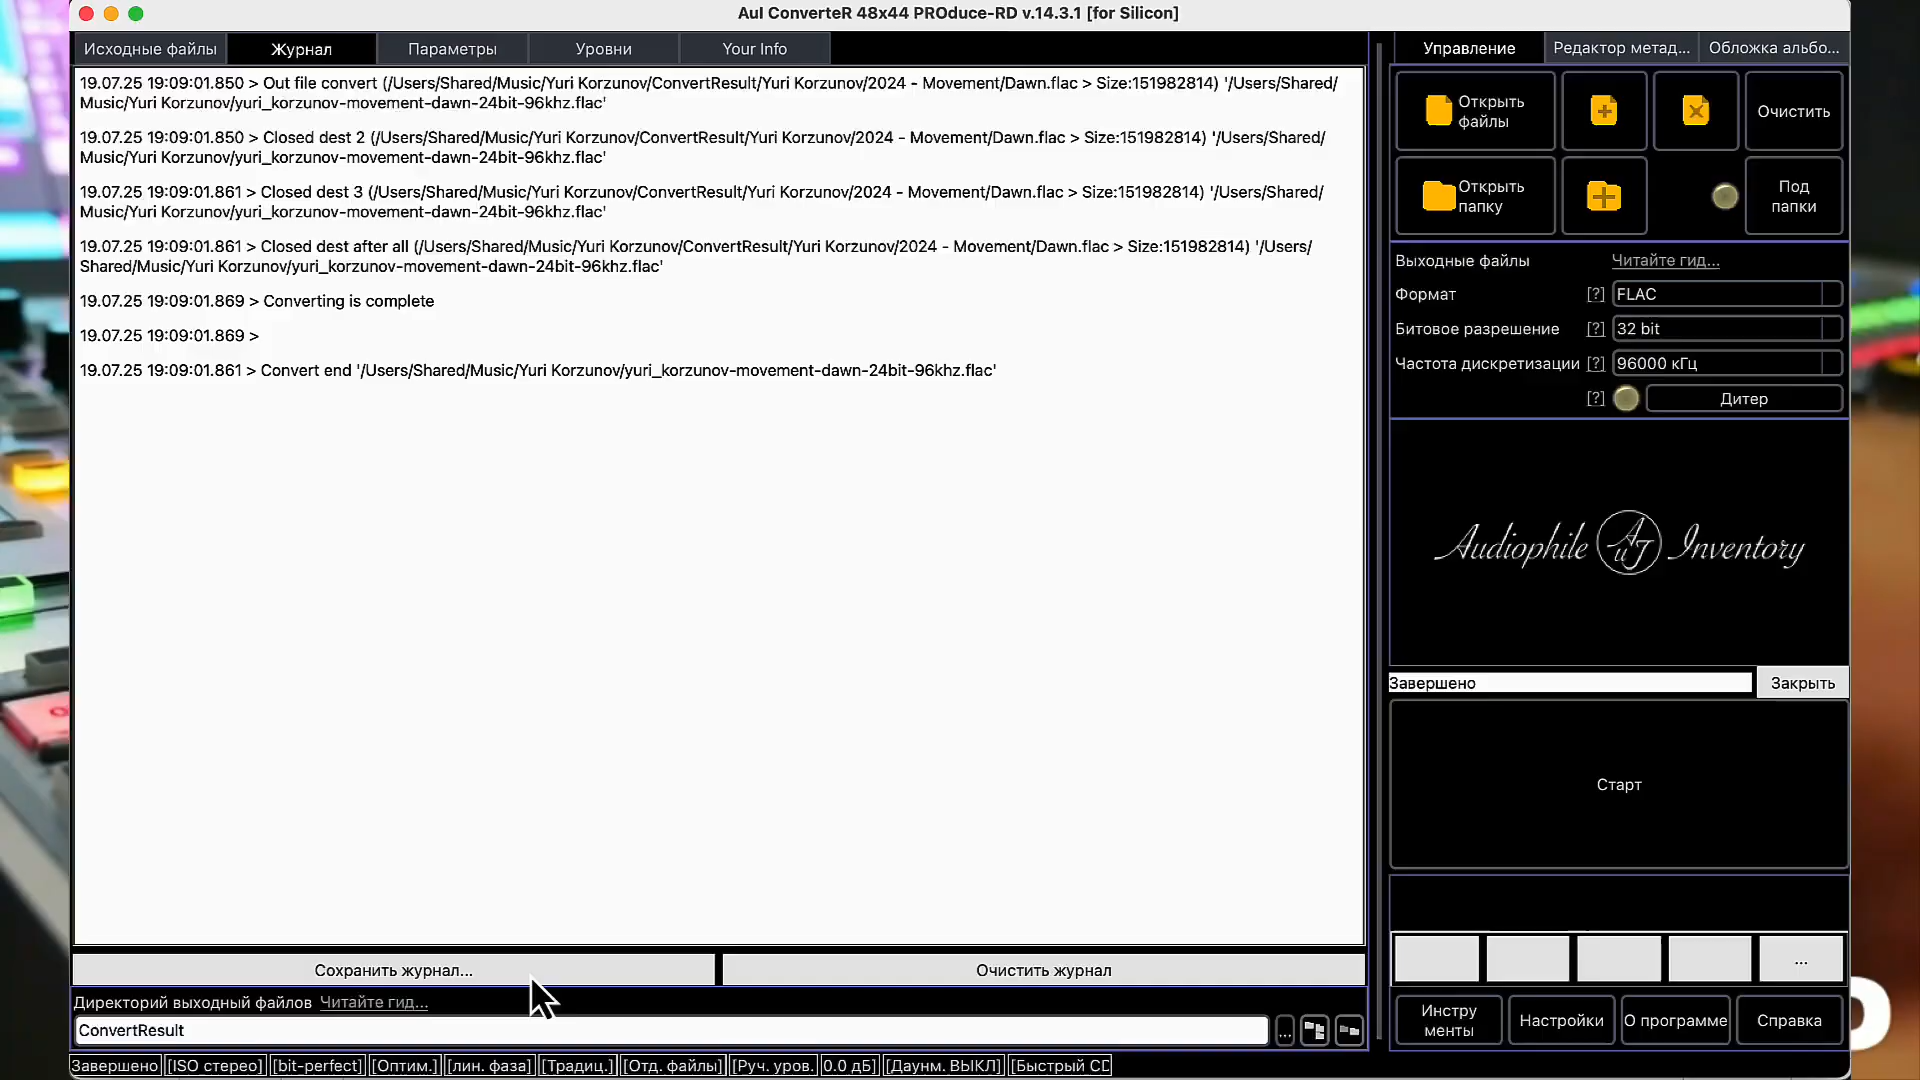 AuI ConverteR 48x44 PROduce-RD v.14.3.1 [for Silicon]
Исходные файлы
Журнал
Параметры
Уровни
Your Info
19.07.25 19:09:01.850 > Out file convert (/Users/Shared/Music/Yuri Korzunov/ConvertResult/Yuri Korzunov/2024 - Movement/Dawn.flac > Size:151982814) '/Users/Shared/
Music/Yuri Korzunov/yuri_korzunov-movement-dawn-24bit-96khz.flac'
19.07.25 19:09:01.850 > Closed dest 2 (/Users/Shared/Music/Yuri Korzunov/ConvertResult/Yuri Korzunov/2024 - Movement/Dawn.flac > Size:151982814) '/Users/Shared/
Music/Yuri Korzunov/yuri_korzunov-movement-dawn-24bit-96khz.flac'
19.07.25 19:09:01.861 > Closed dest 3 (/Users/Shared/Music/Yuri Korzunov/ConvertResult/Yuri Korzunov/2024 - Movement/Dawn.flac > Size:151982814) '/Users/Shared/
Music/Yuri Korzunov/yuri_korzunov-movement-dawn-24bit-96khz.flac'
19.07.25 19:09:01.861 > Closed dest after all (/Users/Shared/Music/Yuri Korzunov/ConvertResult/Yuri Korzunov/2024 - Movement/Dawn.flac > Size:151982814) '/Users/
Shared/Music/Yuri Korzunov/yuri_korzunov-movement-dawn-24bit-96khz.flac'
19.07.25 19:09:01.869 > Converting is complete
19.07.25 19:09:01.869 >
19.07.25 19:09:01.861 > Convert end '/Users/Shared/Music/Yuri Korzunov/yuri_korzunov-movement-dawn-24bit-96khz.flac'
Сохранить журнал...
Очистить журнал
Директорий выходный файлов Читайте гид...
ConvertResult
...
Завершено [ISO стерео] [bit-perfect] [Оптим.] [лин. фаза] [Традиц.] [Отд. файлы] [Руч. уров. 0.0 дБ] [Даунм. ВЫКЛ] [Быстрый CD
Управление
Редактор метад...
Обложка альбо...
Открыть
файлы
Очистить
Открыть
папку
Под
папки
Выходные файлы Читайте гид...
Формат [?] FLAC
Битовое разрешение [?] 32 bit
Частота дискретизации [?] 96000 кГц
[?] Дитер
Audiophile AuI Inventory
Завершено
Закрыть
Старт
...
Инстру
менты
Настройки
О программе
Справка